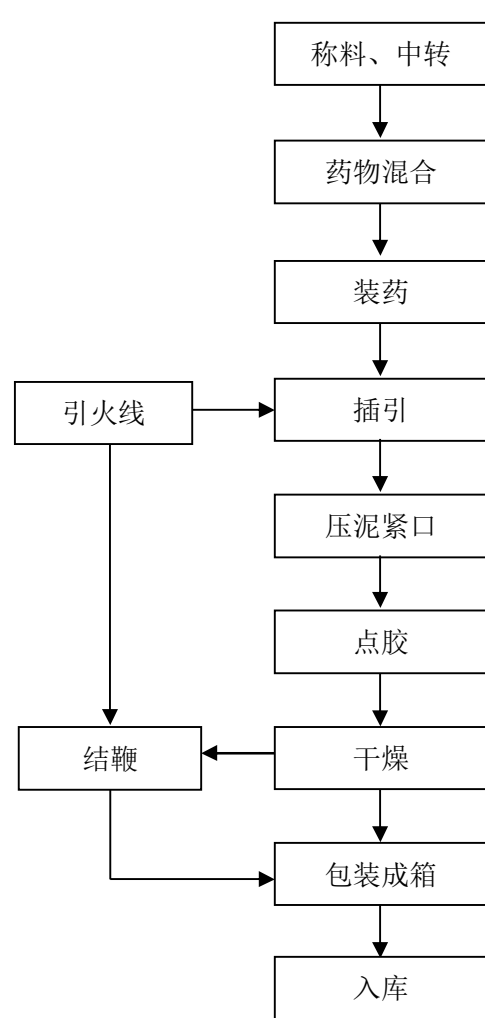 称料、中转
药物混合
装药
引火线
插引
压泥紧口
点胶
结鞭
干燥
包装成箱
入库